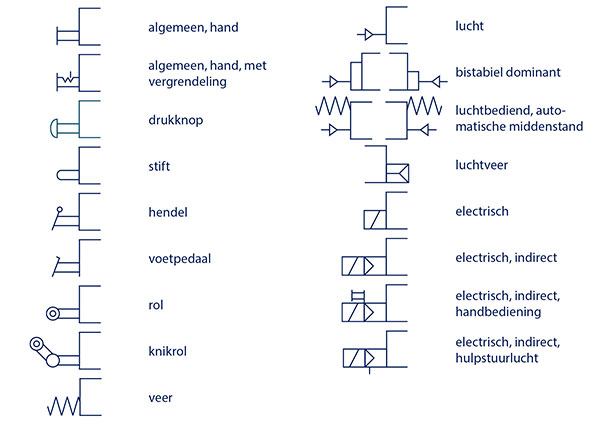 algemeen, hand
algemeen, hand, met
vergrendeling
drukknop
stift
hendel
voetpedaal
rol
knikrol
veer
lucht
bistabiel dominant
luchtbediend, auto-
matische middenstand
luchtveer
electrisch
electrisch, indirect
electrisch, indirect,
handbediening
electrisch, indirect,
hulpstuurlucht